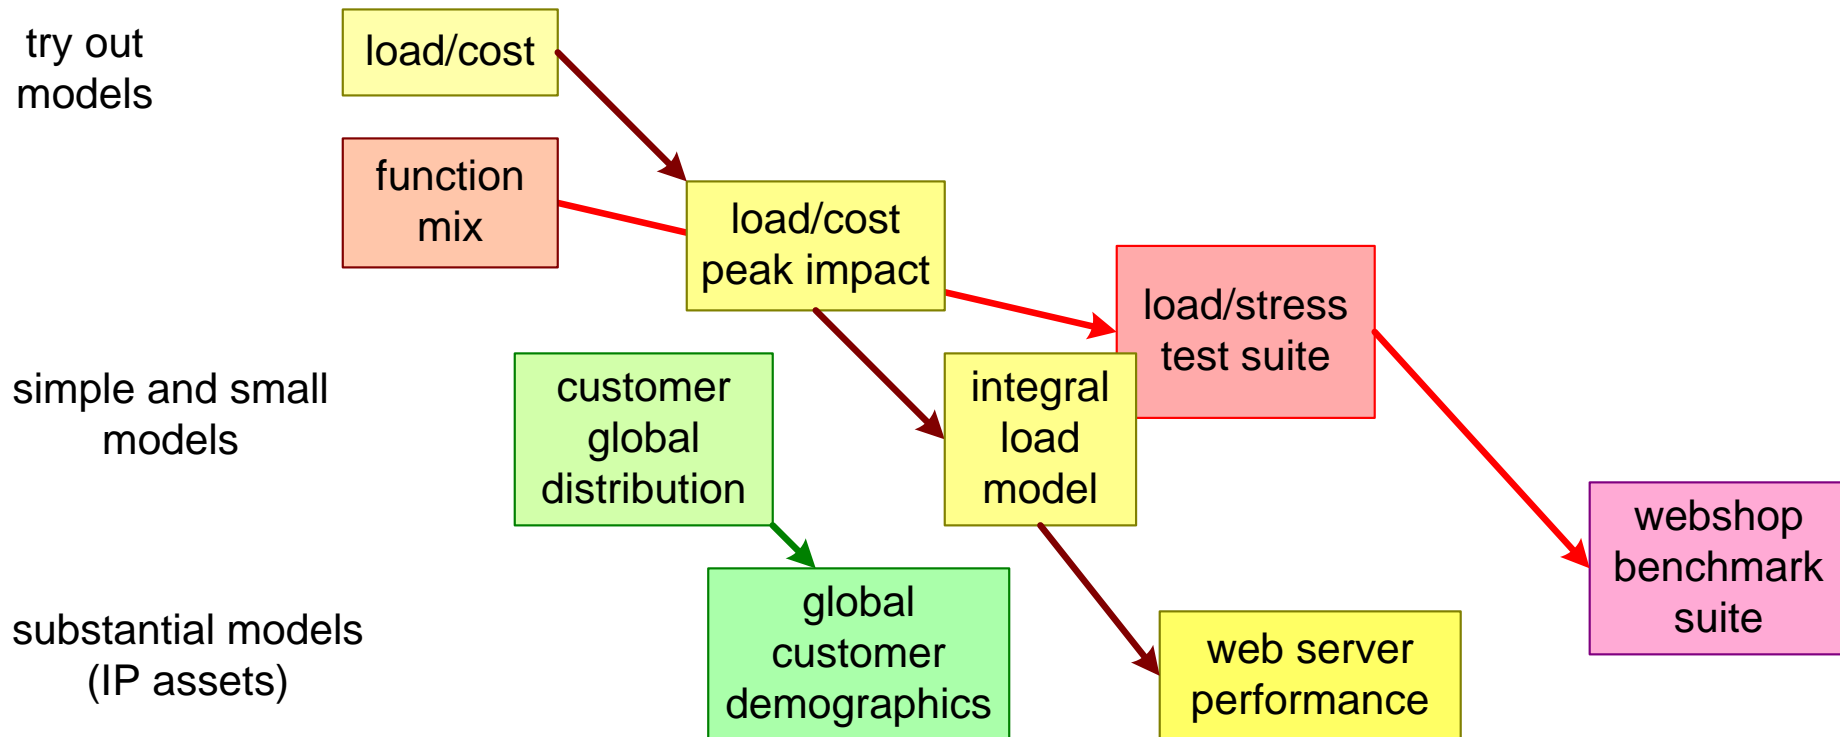 try out
models
load/cost
function
mix
load/cost
peak impact
load/stress
test suite
simple and small
models
customer
global
distribution
integral
load
model
webshop
benchmark
suite
substantial models
(IP assets)
global
customer
demographics
web server
performance